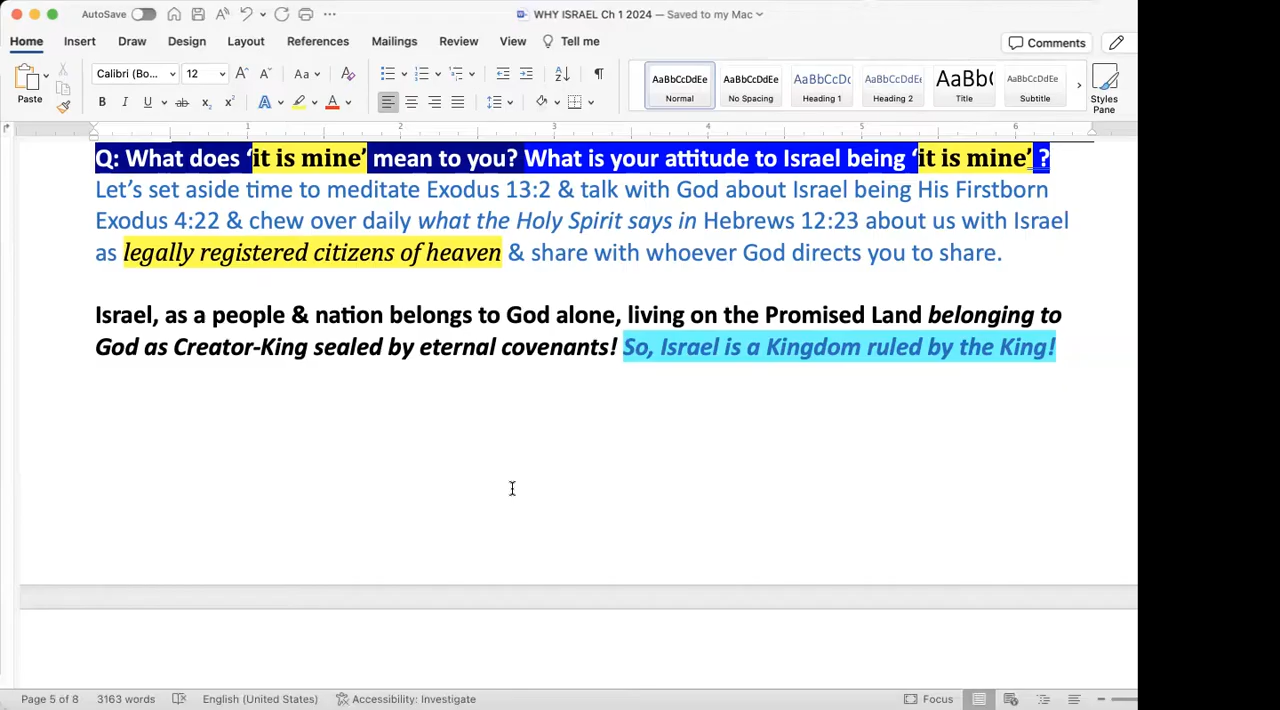 AutoSave
WHY ISRAEL Ch 1 2024 — Saved to my Mac
Home Insert Draw Design Layout References Mailings Review View Tell me Comments
Paste Calibri (Bo... 12 Aa AaBbCcDdEe AaBbCcDdEe AaBbCcDc AaBbCcDdEe AaBb( AaBbCcDdEe
Normal No Spacing Heading 1 Heading 2 Title Subtitle Styles Pane
1 2 3 4 5 6
Q: What does ‘it is mine’ mean to you? What is your attitude to Israel being ‘it is mine’ ?
Let’s set aside time to meditate Exodus 13:2 & talk with God about Israel being His Firstborn
Exodus 4:22 & chew over daily what the Holy Spirit says in Hebrews 12:23 about us with Israel
as legally registered citizens of heaven & share with whoever God directs you to share.
Israel, as a people & nation belongs to God alone, living on the Promised Land belonging to
God as Creator-King sealed by eternal covenants! So, Israel is a Kingdom ruled by the King!
Page 5 of 8 3163 words English (United States) Accessibility: Investigate Focus